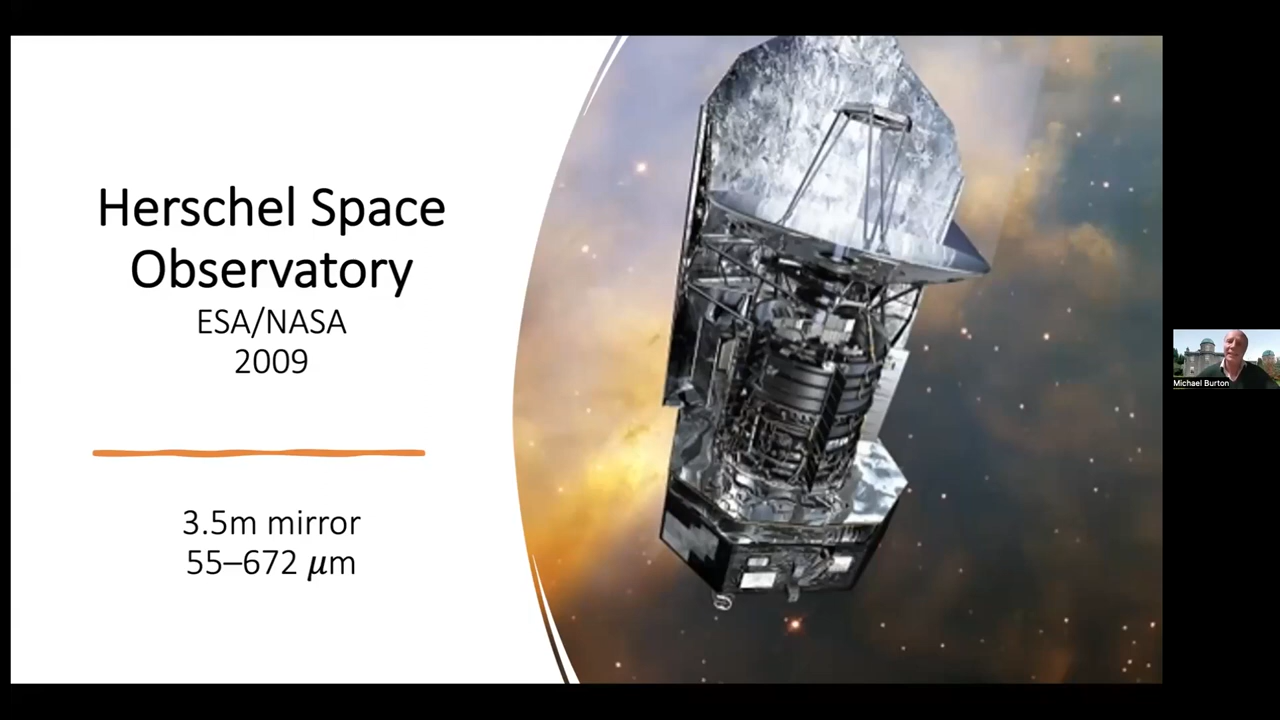 Herschel Space
Observatory
ESA/NASA
2009
3.5m mirror
55–672 𝜇m
Michael Burton